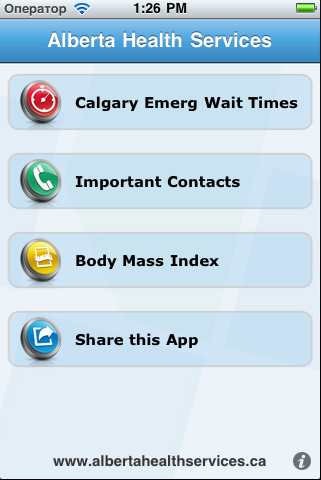 Оператор 1:26 PM
Alberta Health Services
Calgary Emerg Wait Times
Important Contacts
Body Mass Index
Share this App
www.albertahealthservices.ca